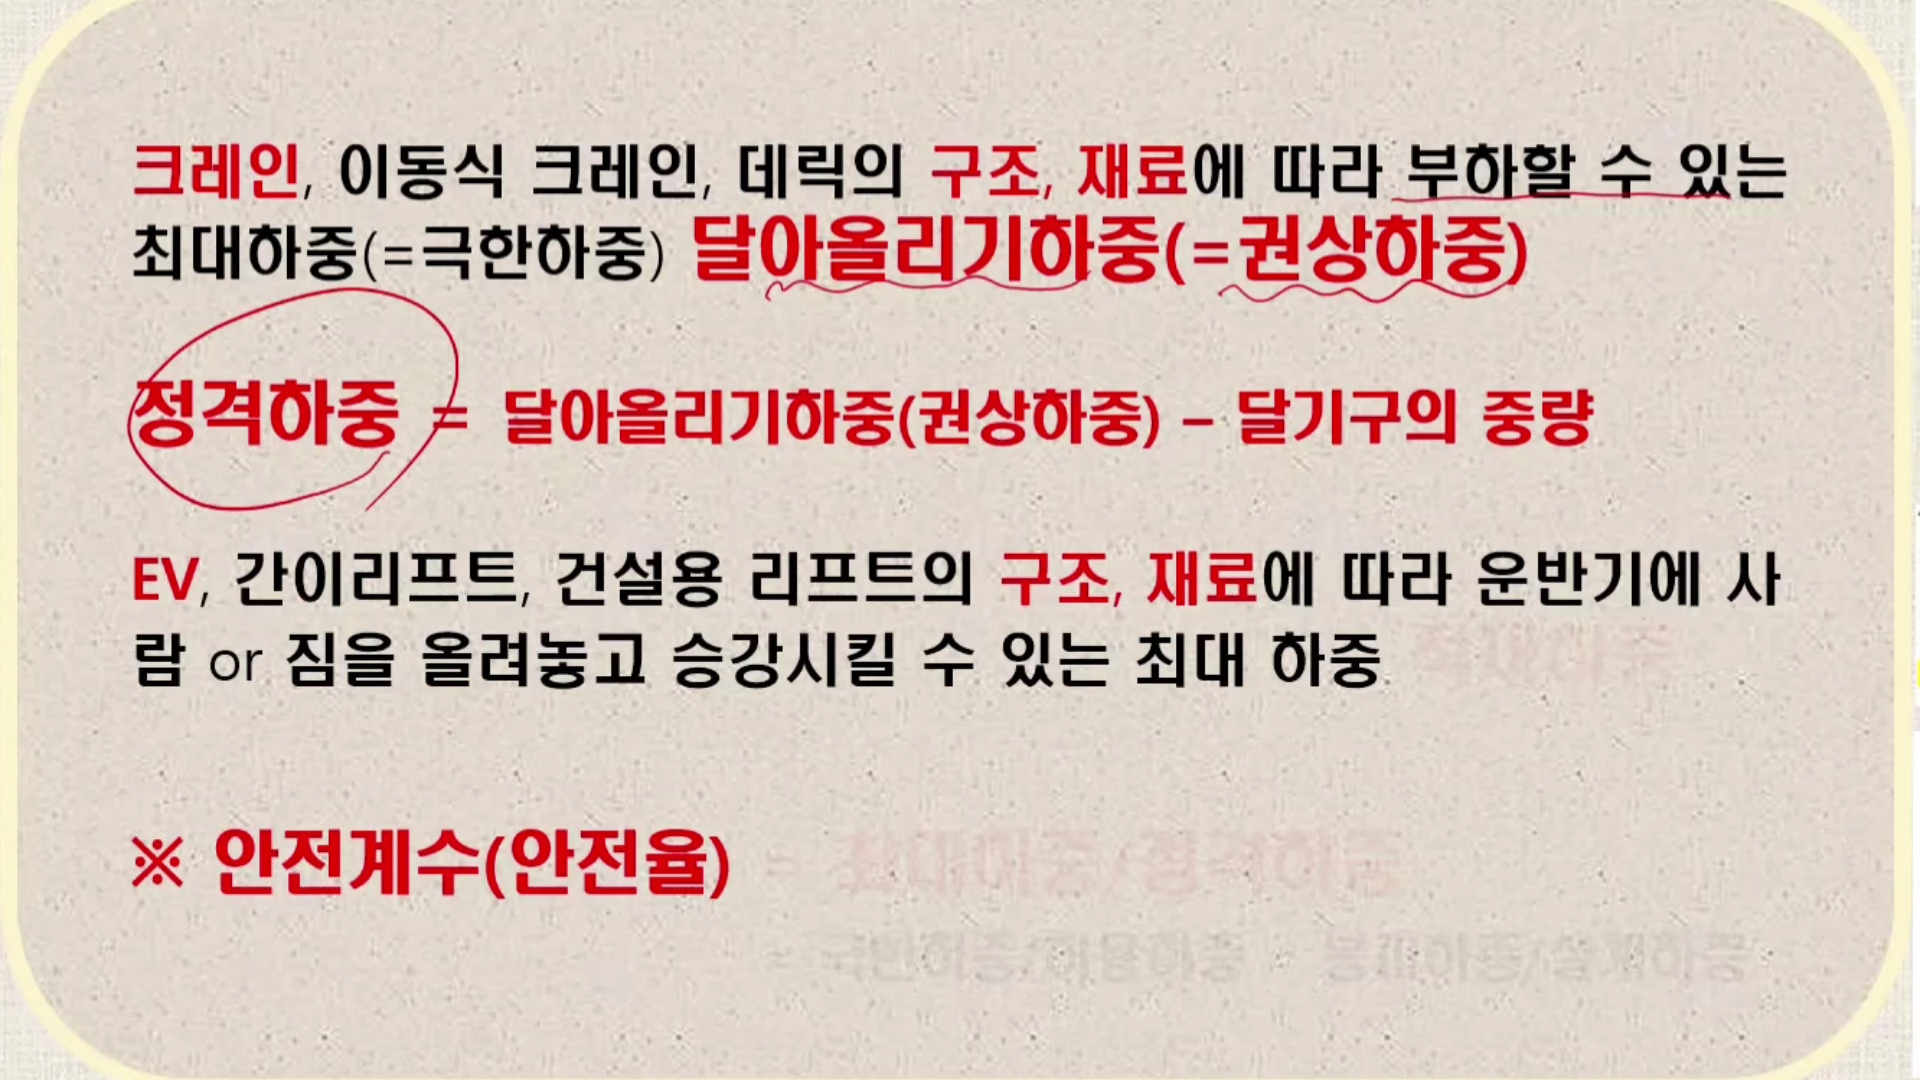 크레인, 이동식 크레인, 데릭의 구조, 재료에 따라 부하할 수 있는
최대하중(=극한하중) 달아올리기하중(=권상하중)
정격하중 = 달아올리기하중(권상하중) – 달기구의 중량
EV, 간이리프트, 건설용 리프트의 구조, 재료에 따라 운반기에 사
람 or 짐을 올려놓고 승강시킬 수 있는 최대 하중
※ 안전계수(안전율)